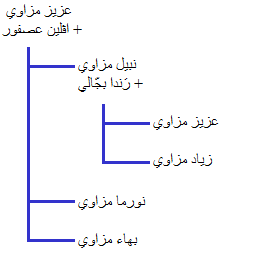 عزيز مزاوي
+ افلين عصفور
نبيل مزاوي
+ رّندا بجّالي
عزيز مزاوي
زياد مزاوي
نورما مزاوي
بهاء مزاوي